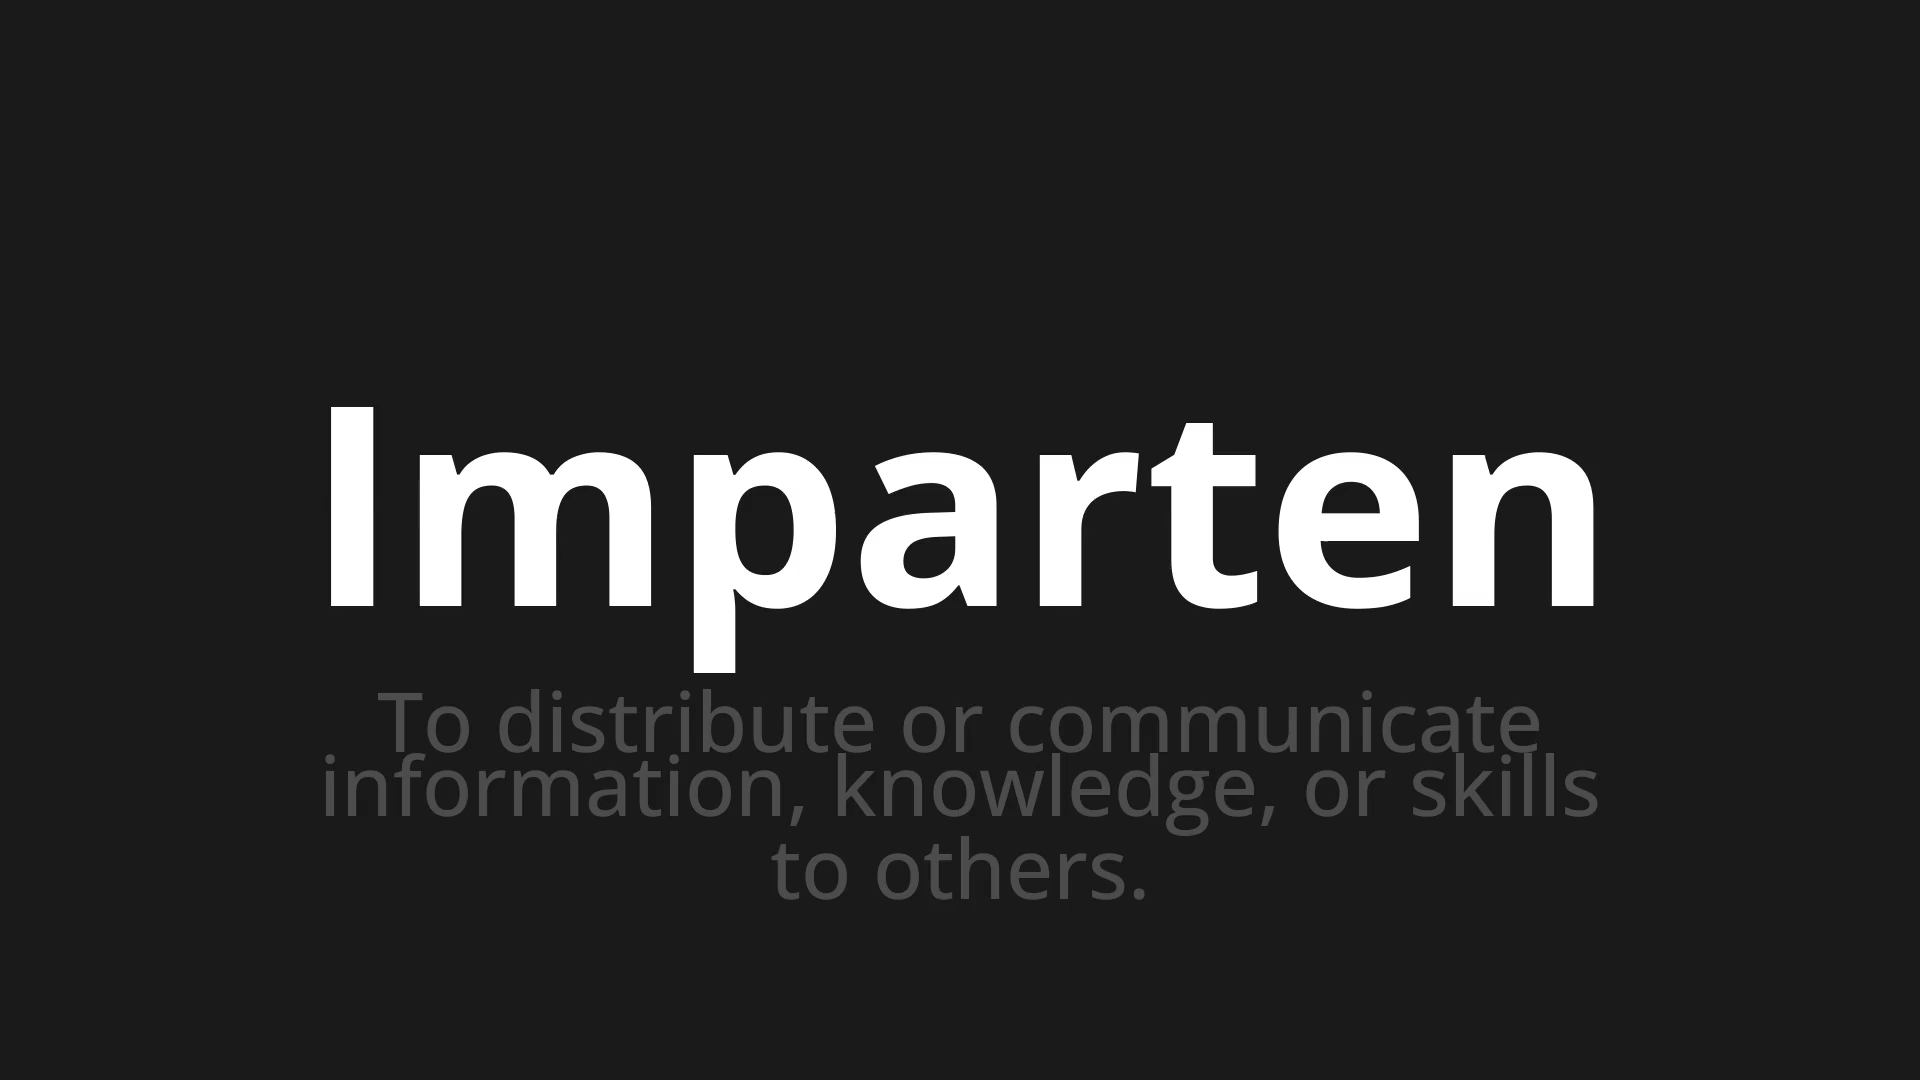 Imparten
To distribute or communicate
information, knowledge, or skills
to others.